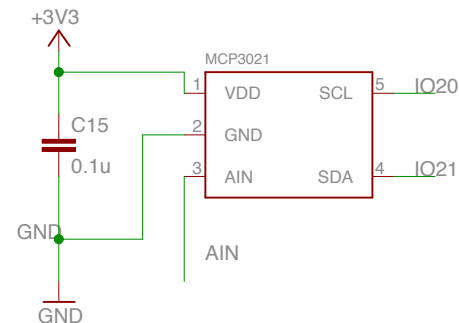 +3V3
MCP3021
1 VDD SCL 5 IO20
C15
2 GND
0.1u
3 AIN SDA 4 IO21
GND
AIN
GND